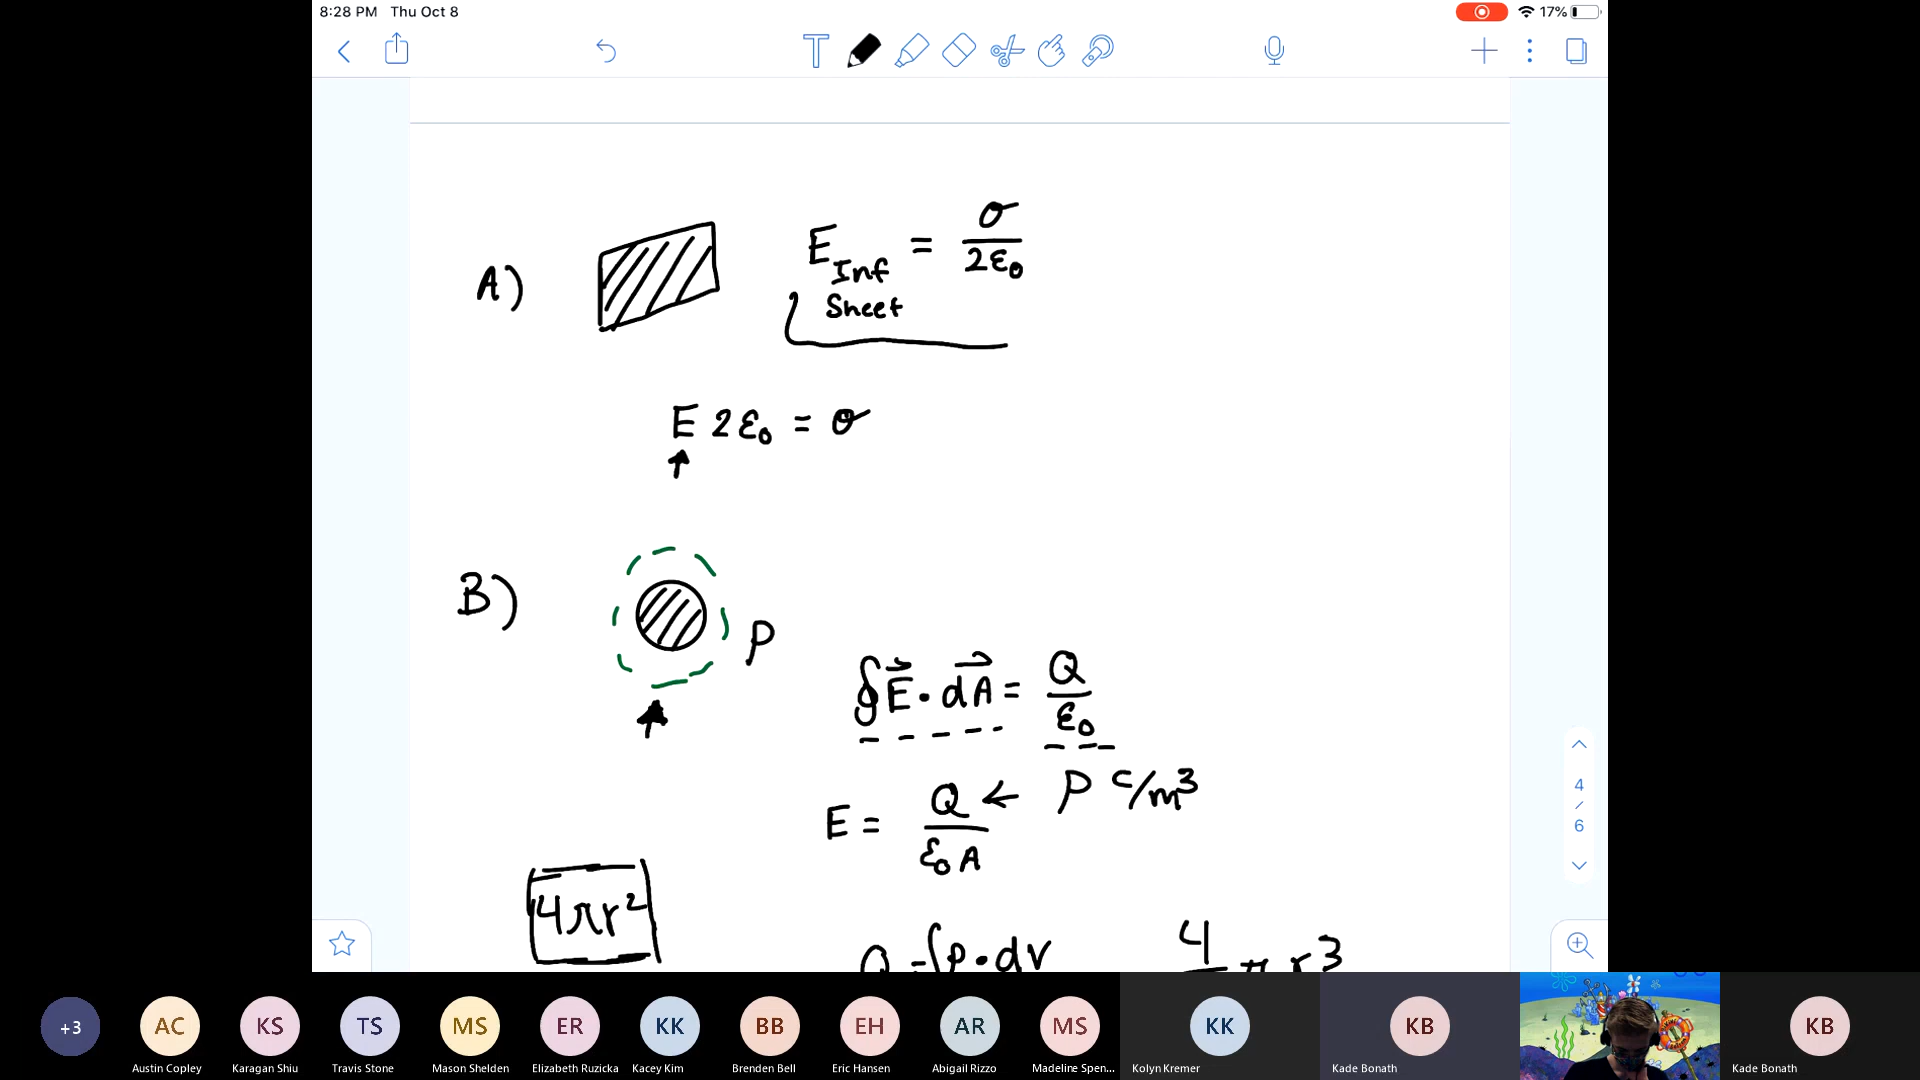 8:28 PM Thu Oct 8
17%
T
A)
E Inf Sheet = σ / 2ε₀
E 2ε₀ = σ
B)
ρ
∮E⃗ · dA⃗ = Q / ε₀
E = Q / ε₀ A ← ρ C/m³
4πr²
Q = ∫ρ · dv
4 π r³
4 / 6
+3
AC
KS
TS
MS
ER
KK
BB
EH
AR
MS
KK
KB
KB
Austin Copley
Karagan Shiu
Travis Stone
Mason Shelden
Elizabeth Ruzicka
Kacey Kim
Brenden Bell
Eric Hansen
Abigail Rizzo
Madeline Spen...
Kolyn Kremer
Kade Bonath
Kade Bonath